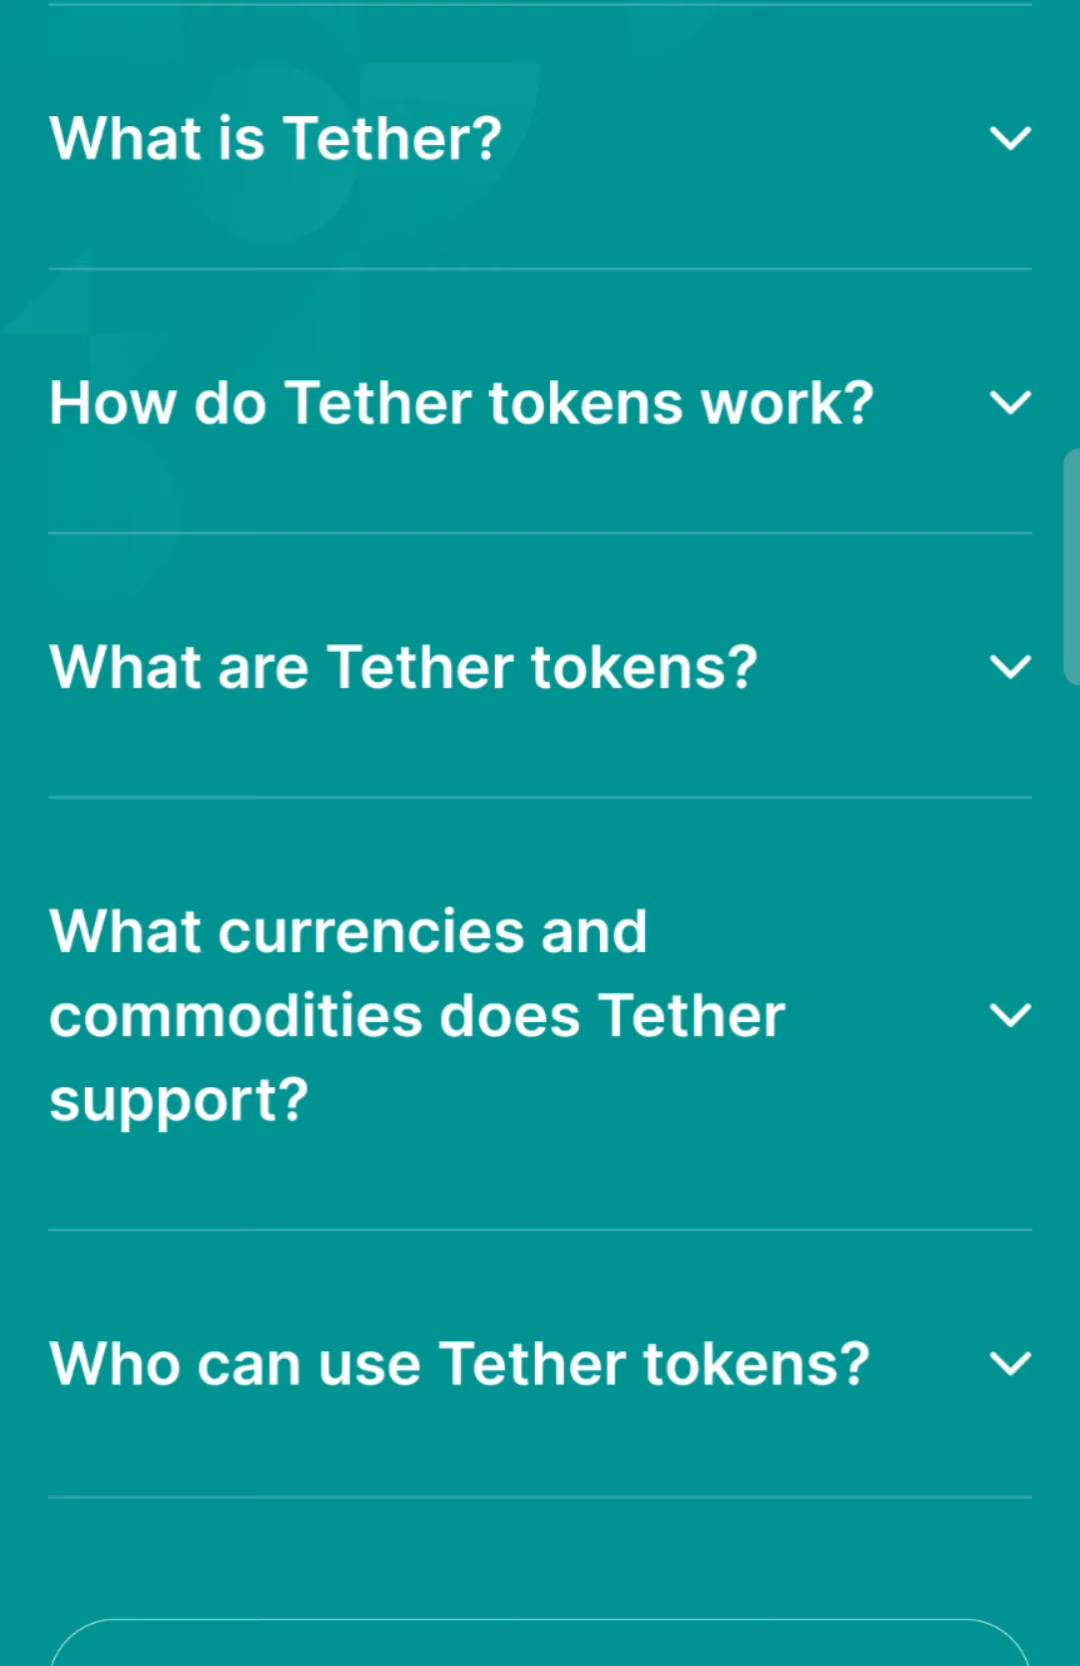 What is Tether?
How do Tether tokens work?
What are Tether tokens?
What currencies and
commodities does Tether
support?
Who can use Tether tokens?